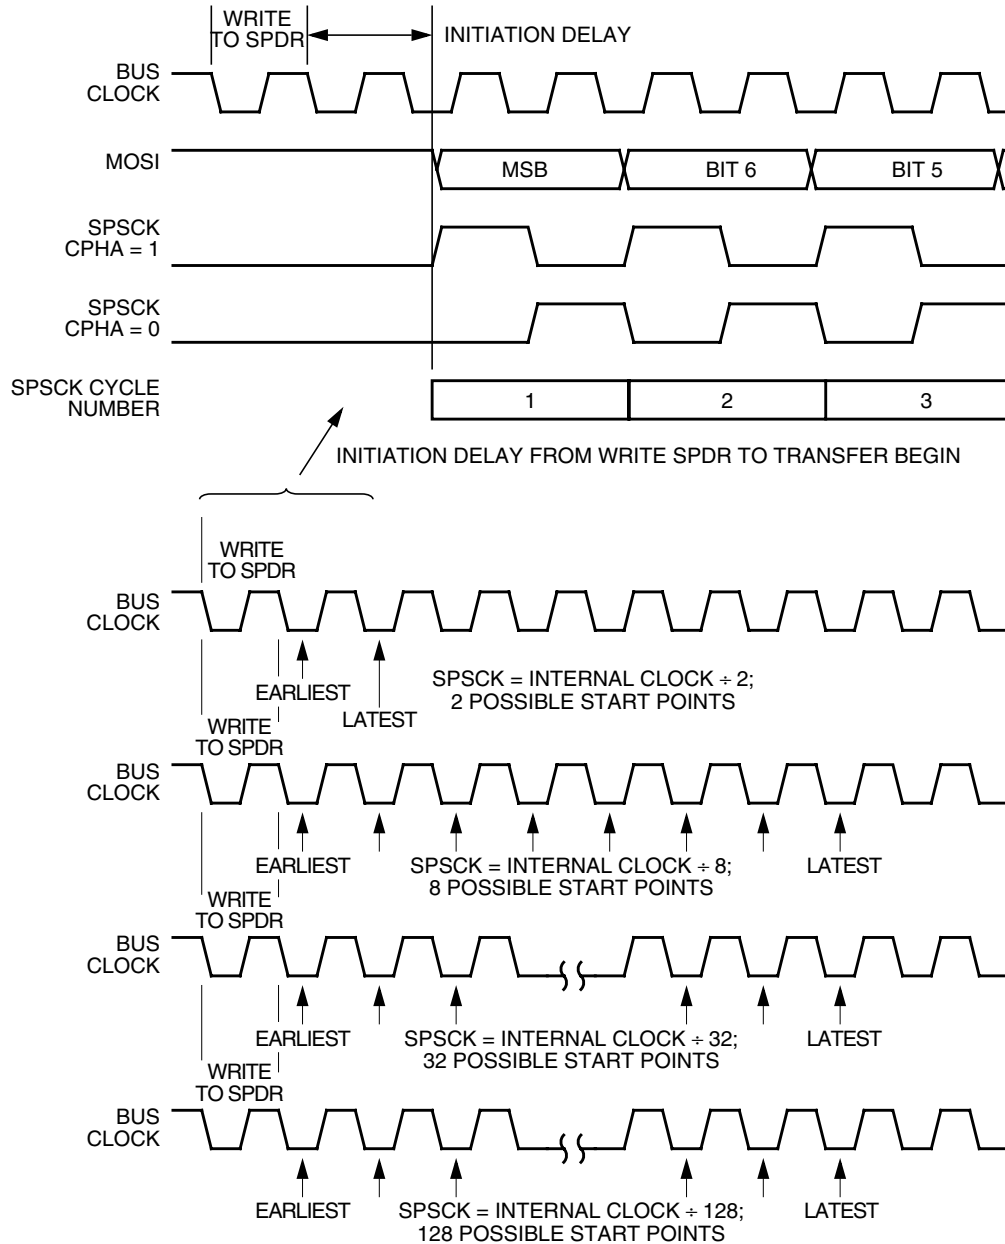 WRITE
TO SPDR
INITIATION DELAY
BUS
CLOCK
MOSI
MSB
BIT 6
BIT 5
SPSCK
CPHA = 1
SPSCK
CPHA = 0
SPSCK CYCLE
NUMBER
1
2
3
INITIATION DELAY FROM WRITE SPDR TO TRANSFER BEGIN
WRITE
TO SPDR
BUS
CLOCK
EARLIEST
LATEST
SPSCK = INTERNAL CLOCK ÷ 2;
2 POSSIBLE START POINTS
WRITE
TO SPDR
BUS
CLOCK
EARLIEST
SPSCK = INTERNAL CLOCK ÷ 8;
8 POSSIBLE START POINTS
LATEST
WRITE
TO SPDR
BUS
CLOCK
EARLIEST
SPSCK = INTERNAL CLOCK ÷ 32;
32 POSSIBLE START POINTS
LATEST
WRITE
TO SPDR
BUS
CLOCK
EARLIEST
SPSCK = INTERNAL CLOCK ÷ 128;
128 POSSIBLE START POINTS
LATEST